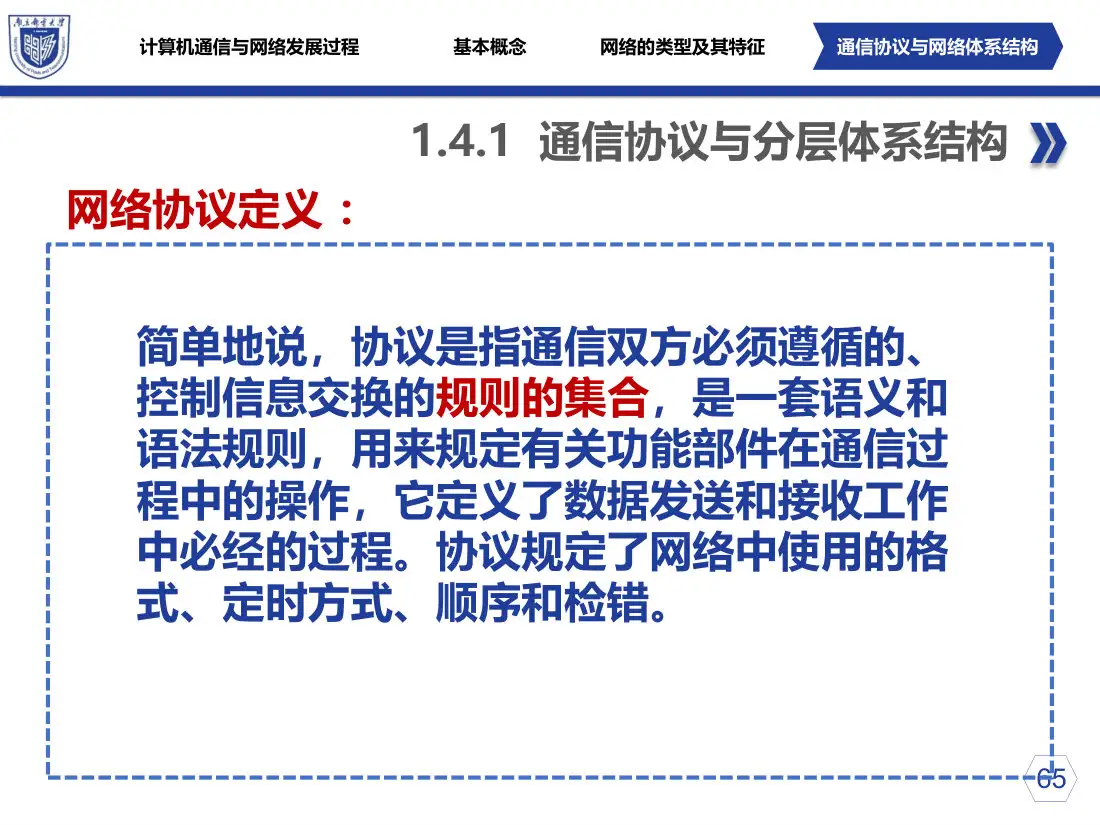 南京邮电大学
计算机通信与网络发展过程
基本概念
网络的类型及其特征
通信协议与网络体系结构
1.4.1 通信协议与分层体系结构
网络协议定义：
简单地说，协议是指通信双方必须遵循的、
控制信息交换的规则的集合，是一套语义和
语法规则，用来规定有关功能部件在通信过
程中的操作，它定义了数据发送和接收工作
中必经的过程。协议规定了网络中使用的格
式、定时方式、顺序和检错。
65